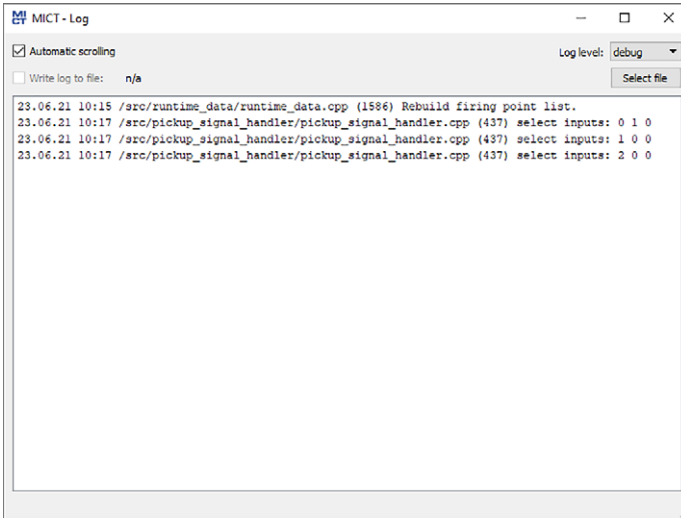 MICT - Log
Automatic scrolling Log level: debug
Write log to file: n/a Select file
23.06.21 10:15 /src/runtime_data/runtime_data.cpp (1586) Rebuild firing point list.
23.06.21 10:17 /src/pickup_signal_handler/pickup_signal_handler.cpp (437) select inputs: 0 1 0
23.06.21 10:17 /src/pickup_signal_handler/pickup_signal_handler.cpp (437) select inputs: 1 0 0
23.06.21 10:17 /src/pickup_signal_handler/pickup_signal_handler.cpp (437) select inputs: 2 0 0